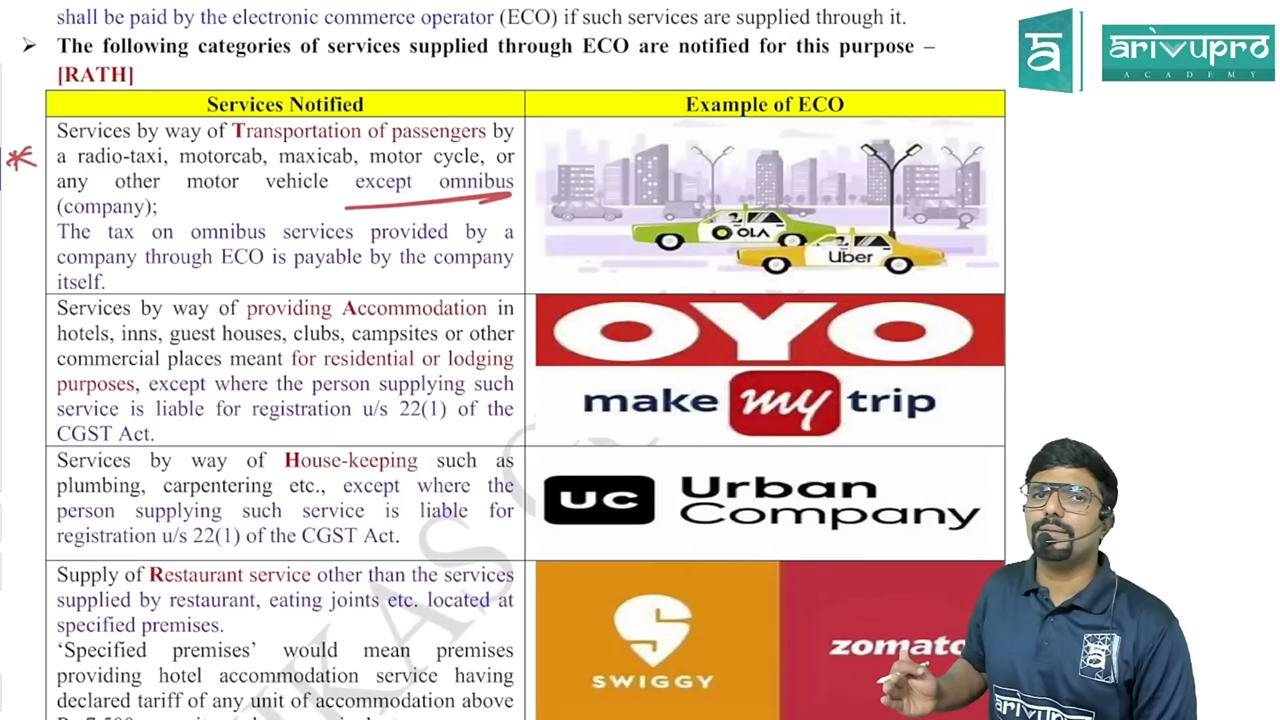 shall be paid by the electronic commerce operator (ECO) if such services are supplied through it.
➢ The following categories of services supplied through ECO are notified for this purpose –
[RATH]
Services Notified
Example of ECO
Services by way of Transportation of passengers by
a radio-taxi, motorcab, maxicab, motor cycle, or
any other motor vehicle except omnibus
(company);
The tax on omnibus services provided by a
company through ECO is payable by the company
itself.
OLA
Uber
Services by way of providing Accommodation in
hotels, inns, guest houses, clubs, campsites or other
commercial places meant for residential or lodging
purposes, except where the person supplying such
service is liable for registration u/s 22(1) of the
CGST Act.
OYO
make my trip
Services by way of House-keeping such as
plumbing, carpentering etc., except where the
person supplying such service is liable for
registration u/s 22(1) of the CGST Act.
UC Urban
Company
Supply of Restaurant service other than the services
supplied by restaurant, eating joints etc. located at
specified premises.
'Specified premises' would mean premises
providing hotel accommodation service having
declared tariff of any unit of accommodation above
SWIGGY
zomato
arivupro
ACADEMY
arivupro